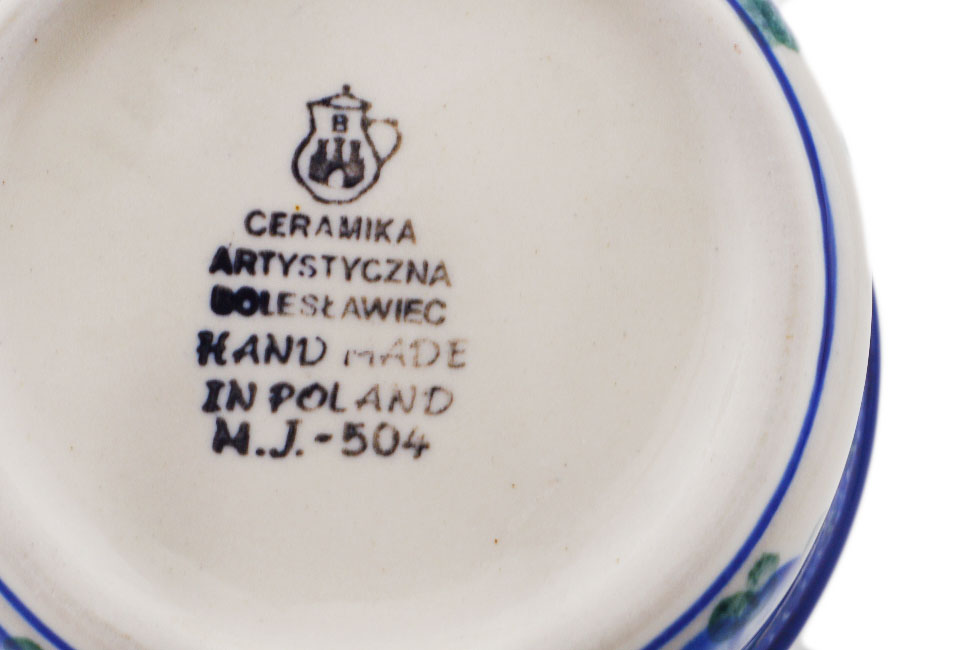 B
CERAMIKA
ARTYSTYCZNA
BOLESŁAWIEC
HAND MADE
IN POLAND
M.J.-504